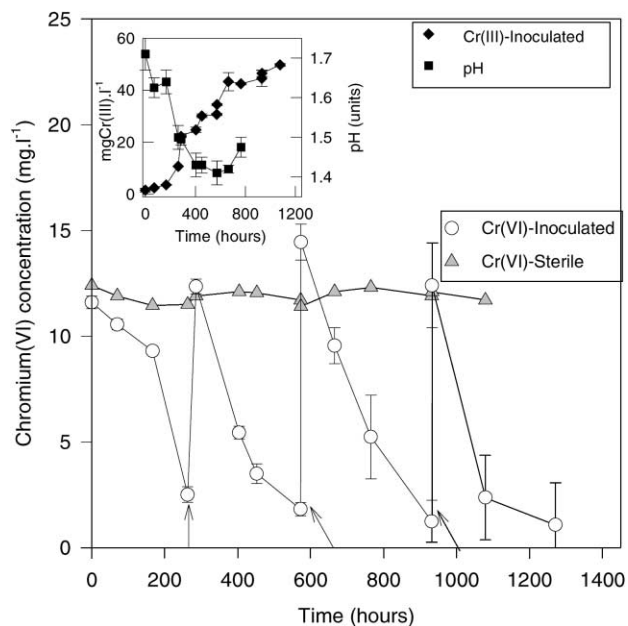 25
20
15
10
5
0
Chromium(VI) concentration (mg.l-1)
0 200 400 600 800 1000 1200 1400
Time (hours)
60
40
20
0
mgCr(III).l-1
1.7
1.6
1.5
1.4
pH (units)
0 400 800 1200
Time (hours)
Cr(III)-Inoculated
pH
Cr(VI)-Inoculated
Cr(VI)-Sterile